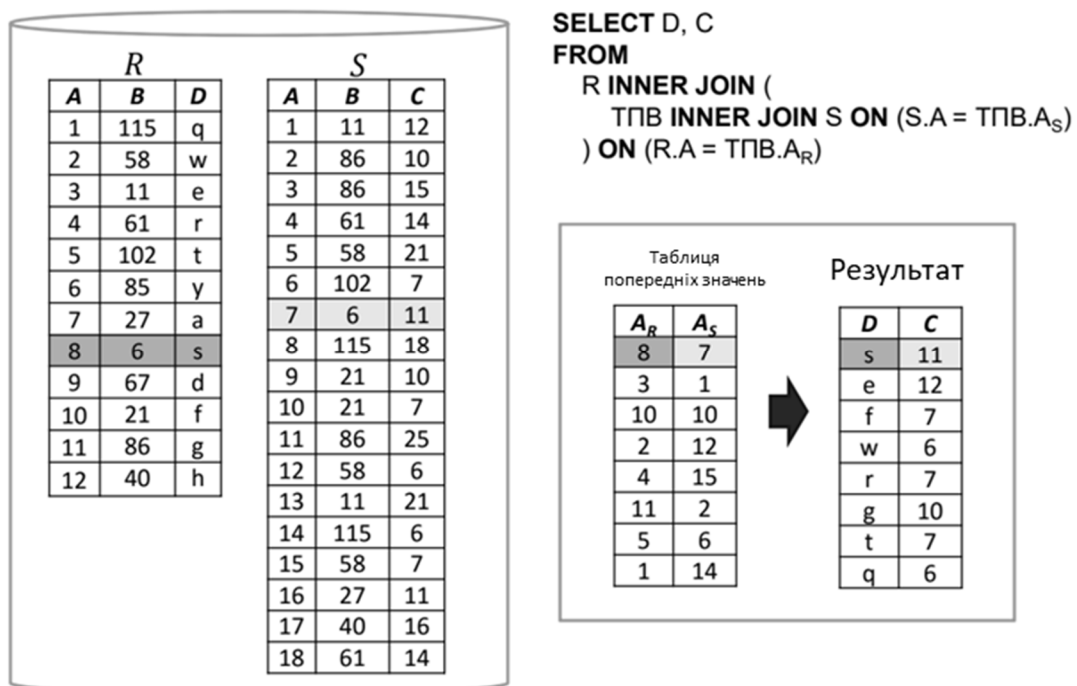 R
A B D
1 115 q
2 58 w
3 11 e
4 61 r
5 102 t
6 85 y
7 27 a
8 6 s
9 67 d
10 21 f
11 86 g
12 40 h
S
A B C
1 11 12
2 86 10
3 86 15
4 61 14
5 58 21
6 102 7
7 6 11
8 115 18
9 21 10
10 21 7
11 86 25
12 58 6
13 11 21
14 115 6
15 58 7
16 27 11
17 40 16
18 61 14
SELECT D, C
FROM
R INNER JOIN (
ТПВ INNER JOIN S ON (S.A = ТПВ.A_S)
) ON (R.A = ТПВ.A_R)
Таблиця
попередніх значень
A_R A_S
8 7
3 1
10 10
2 12
4 15
11 2
5 6
1 14
Результат
D C
s 11
e 12
f 7
w 6
r 7
g 10
t 7
q 6